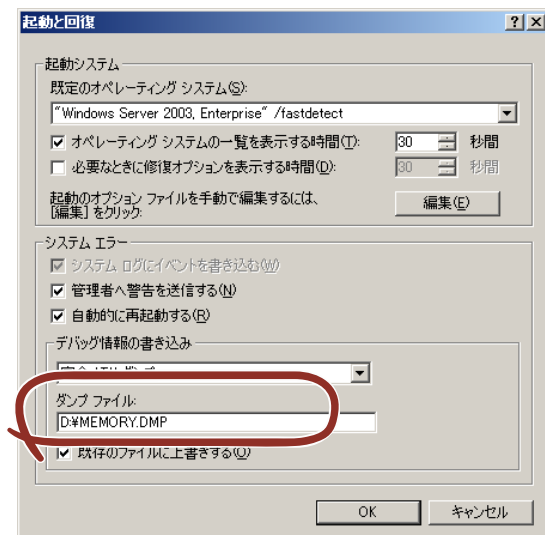 起動と回復
起動システム
既定のオペレーティング システム(S):
"Windows Server 2003, Enterprise" /fastdetect
オペレーティング システムの一覧を表示する時間(T): 30 秒間
必要なときに修復オプションを表示する時間(D): 30 秒間
起動のオプション ファイルを手動で編集するには、
[編集] をクリック:
編集(E)
システム エラー
システム ログにイベントを書き込む(W)
管理者へ警告を送信する(N)
自動的に再起動する(R)
デバッグ情報の書き込み
ダンプ ファイル:
D:¥MEMORY.DMP
既存のファイルに上書きする(O)
OK
キャンセル